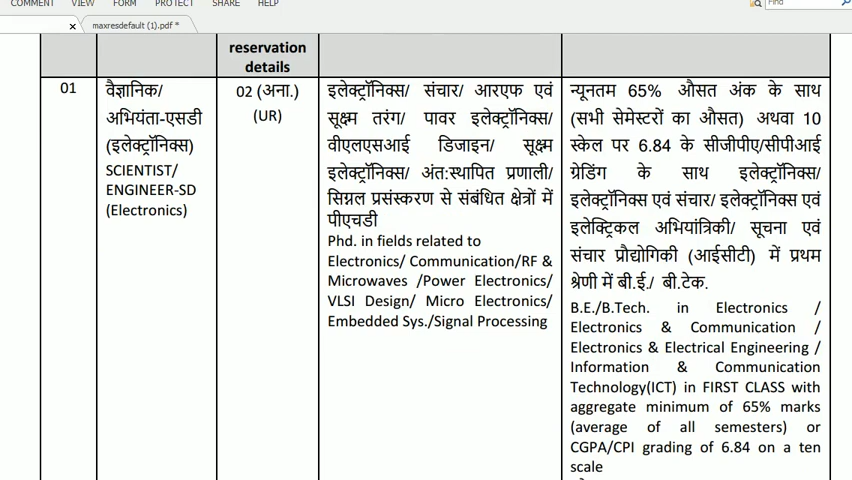 COMMENT VIEW FORM PROTECT SHARE HELP
Find
x maxresdefault (1).pdf * x
reservation
details
01
वैज्ञानिक/
अभियंता-एसडी
(इलेक्ट्रॉनिक्स)
SCIENTIST/
ENGINEER-SD
(Electronics)
02 (अना.)
(UR)
इलेक्ट्रॉनिक्स/ संचार/ आरएफ एवं
सूक्ष्म तरंग/ पावर इलेक्ट्रॉनिक्स/
वीएलएसआई डिजाइन/ सूक्ष्म
इलेक्ट्रॉनिक्स/ अंत:स्थापित प्रणाली/
सिग्नल प्रसंस्करण से संबंधित क्षेत्रों में
पीएचडी
Phd. in fields related to
Electronics/ Communication/RF &
Microwaves /Power Electronics/
VLSI Design/ Micro Electronics/
Embedded Sys./Signal Processing
न्यूनतम 65% औसत अंक के साथ
(सभी सेमेस्टरों का औसत) अथवा 10
स्केल पर 6.84 के सीजीपीए/सीपीआई
ग्रेडिंग के साथ इलेक्ट्रॉनिक्स/
इलेक्ट्रॉनिक्स एवं संचार/ इलेक्ट्रॉनिक्स एवं
इलेक्ट्रिकल अभियांत्रिकी/ सूचना एवं
संचार प्रौद्योगिकी (आईसीटी) में प्रथम
श्रेणी में बी.ई./ बी.टेक.
B.E./B.Tech. in Electronics /
Electronics & Communication /
Electronics & Electrical Engineering /
Information & Communication
Technology(ICT) in FIRST CLASS with
aggregate minimum of 65% marks
(average of all semesters) or
CGPA/CPI grading of 6.84 on a ten
scale